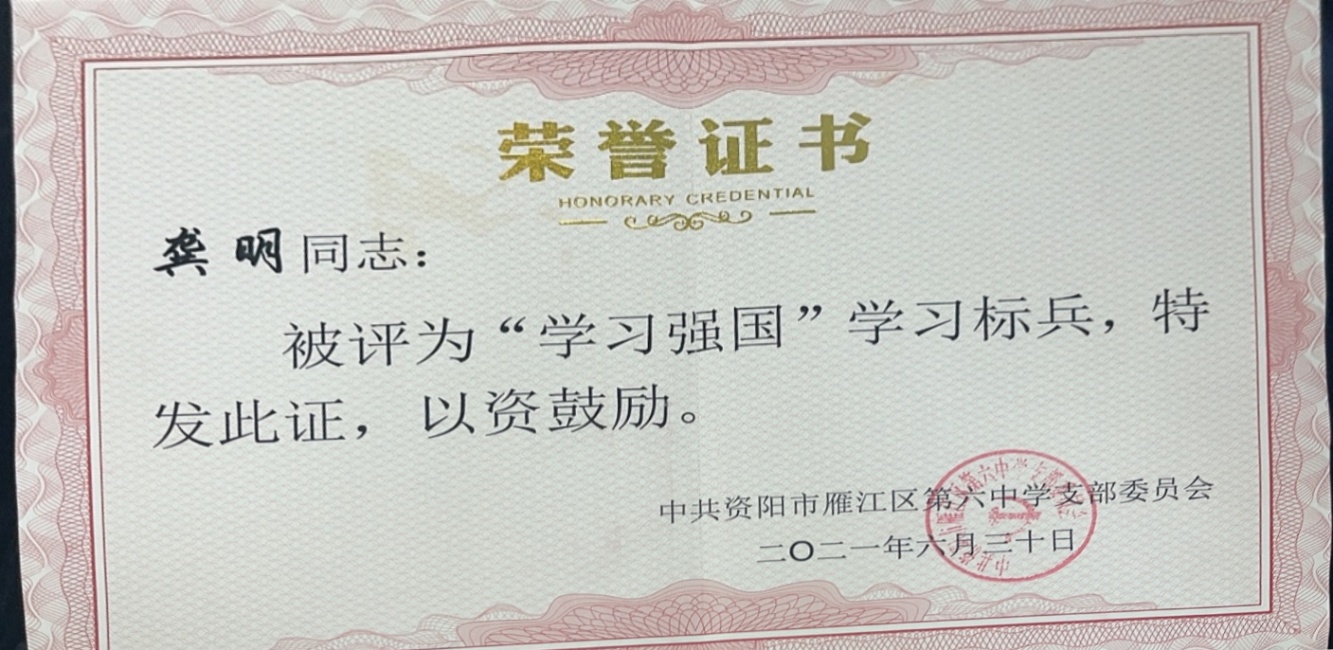 荣誉证书
HONORARY CREDENTIAL
龚明同志：
被评为“学习强国”学习标兵，特
发此证，以资鼓励。
中共资阳市雁江区第六中学支部委员会
二〇二一年六月三十日